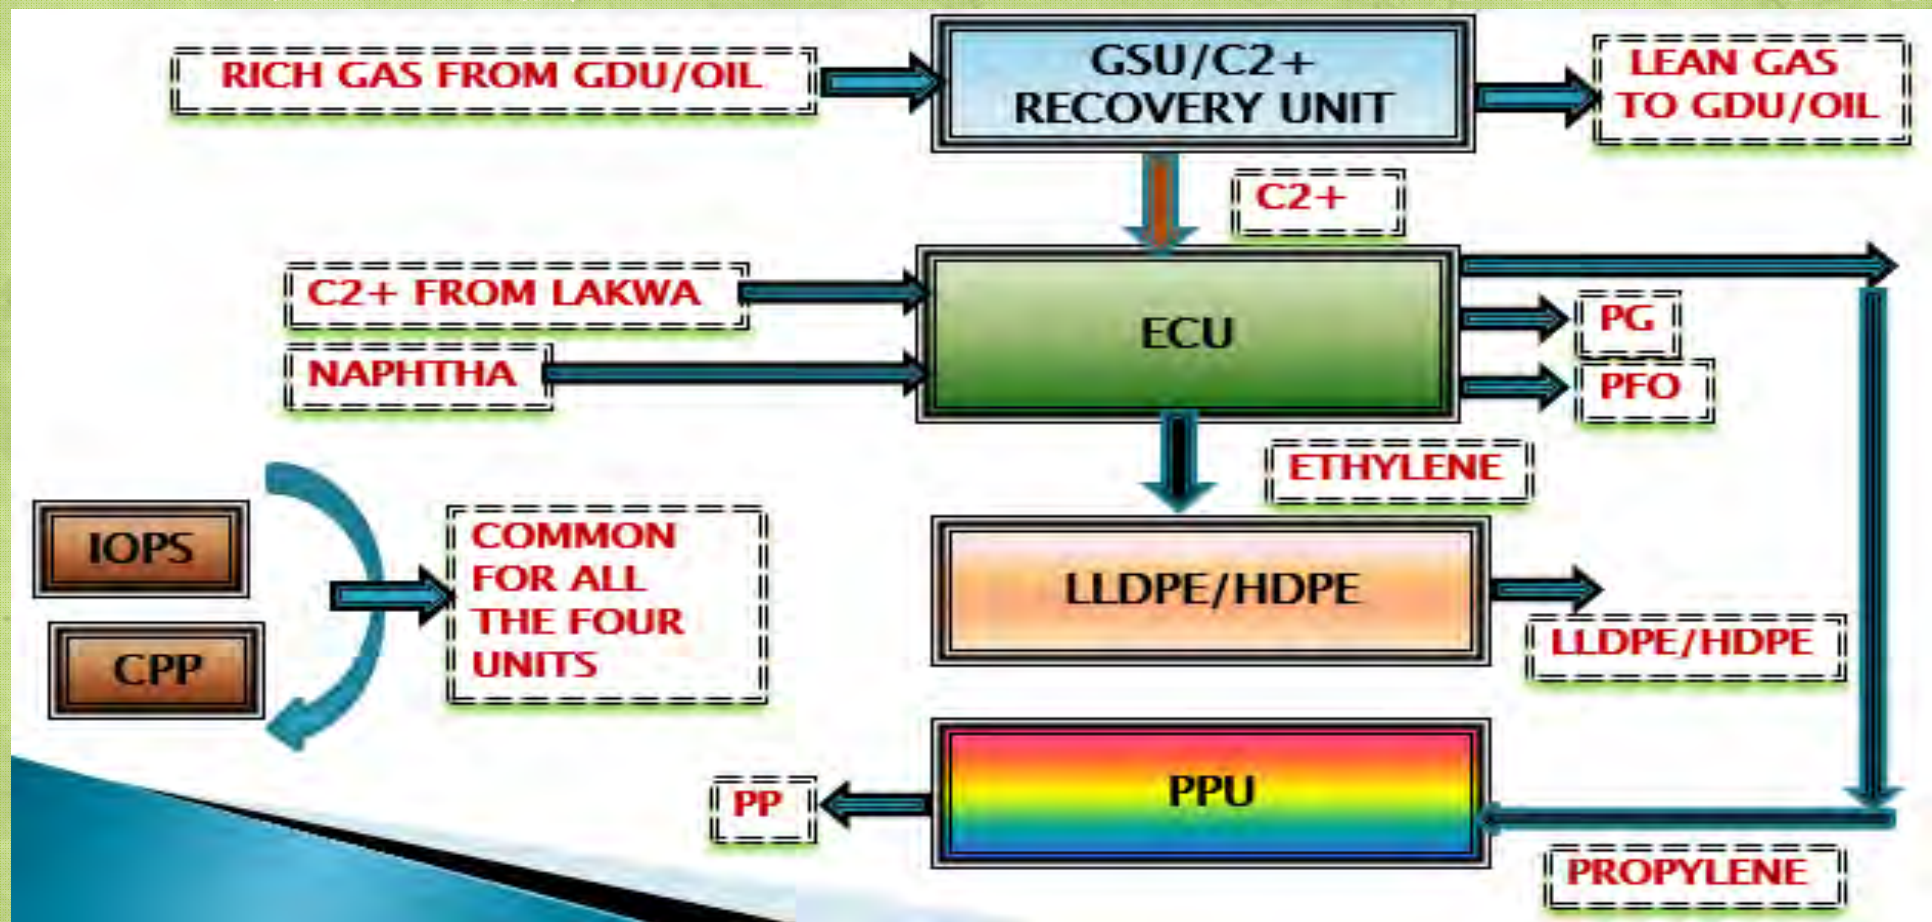 RICH GAS FROM GDU/OIL
GSU/C2+
RECOVERY UNIT
LEAN GAS
TO GDU/OIL
C2+
C2+ FROM LAKWA
NAPHTHA
ECU
PG
PFO
ETHYLENE
IOPS
CPP
COMMON
FOR ALL
THE FOUR
UNITS
LLDPE/HDPE
LLDPE/HDPE
PP
PPU
PROPYLENE